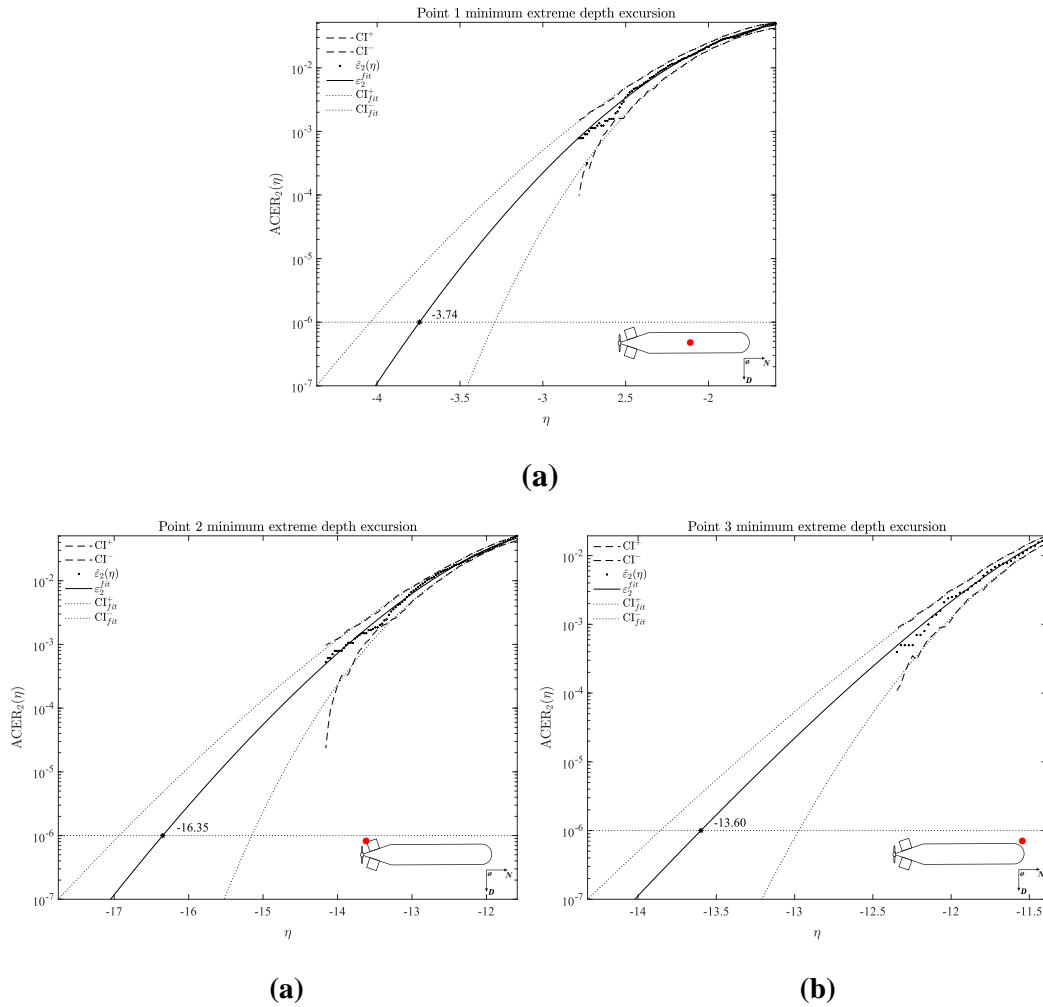 Point 1 minimum extreme depth excursion
CI⁺
CI⁻
ε̂₂(η)
ε₂ᶠⁱᵗ
CI⁺fit
CI⁻fit
ACER₂(η)
10⁻²
10⁻³
10⁻⁴
10⁻⁵
10⁻⁶
10⁻⁷
-3.74
o N
D
-4 -3.5 -3 -2.5 -2
η
(a)
Point 2 minimum extreme depth excursion
CI⁺
CI⁻
ε̂₂(η)
ε₂ᶠⁱᵗ
CI⁺fit
CI⁻fit
ACER₂(η)
10⁻²
10⁻³
10⁻⁴
10⁻⁵
10⁻⁶
10⁻⁷
-16.35
o N
D
-17 -16 -15 -14 -13 -12
η
(a)
Point 3 minimum extreme depth excursion
CI⁺
CI⁻
ε̂₂(η)
ε₂ᶠⁱᵗ
CI⁺fit
CI⁻fit
ACER₂(η)
10⁻²
10⁻³
10⁻⁴
10⁻⁵
10⁻⁶
10⁻⁷
-13.60
o N
D
-14 -13.5 -13 -12.5 -12 -11.5
η
(b)